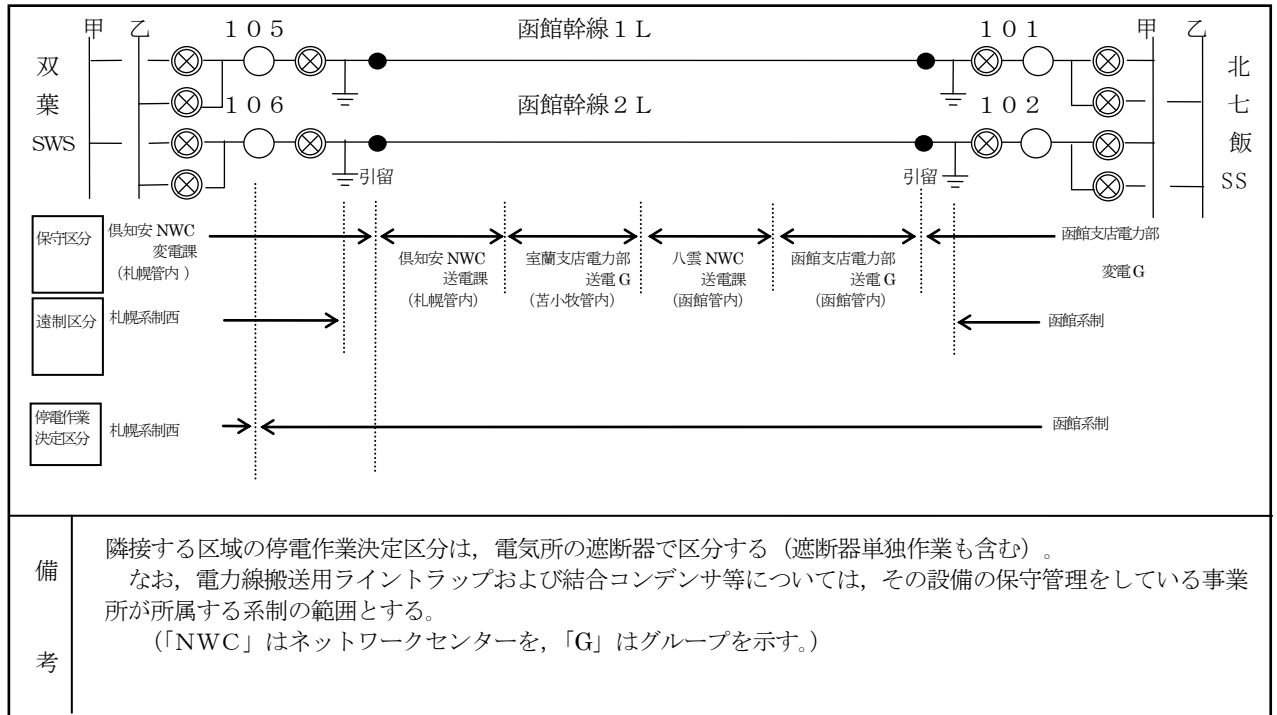 甲 乙 １０５ 函館幹線１Ｌ １０１ 甲 乙
双葉SWS
北七飯SS
１０６ 函館幹線２Ｌ １０２
引留 引留
保守区分
倶知安 NWC
変電課
（札幌管内）
倶知安 NWC
送電課
（札幌管内）
室蘭支店電力部
送電 G
（苫小牧管内）
八雲 NWC
送電課
（函館管内）
函館支店電力部
送電 G
（函館管内）
函館支店電力部
変電 G
遠制区分
札幌系制西
函館系制
停電作業
決定区分
札幌系制西
函館系制
備考
隣接する区域の停電作業決定区分は，電気所の遮断器で区分する（遮断器単独作業も含む）。
なお，電力線搬送用ライントラップおよび結合コンデンサ等については，その設備の保守管理をしている事業
所が所属する系制の範囲とする。
（「ＮＷＣ」はネットワークセンターを，「G」はグループを示す。）